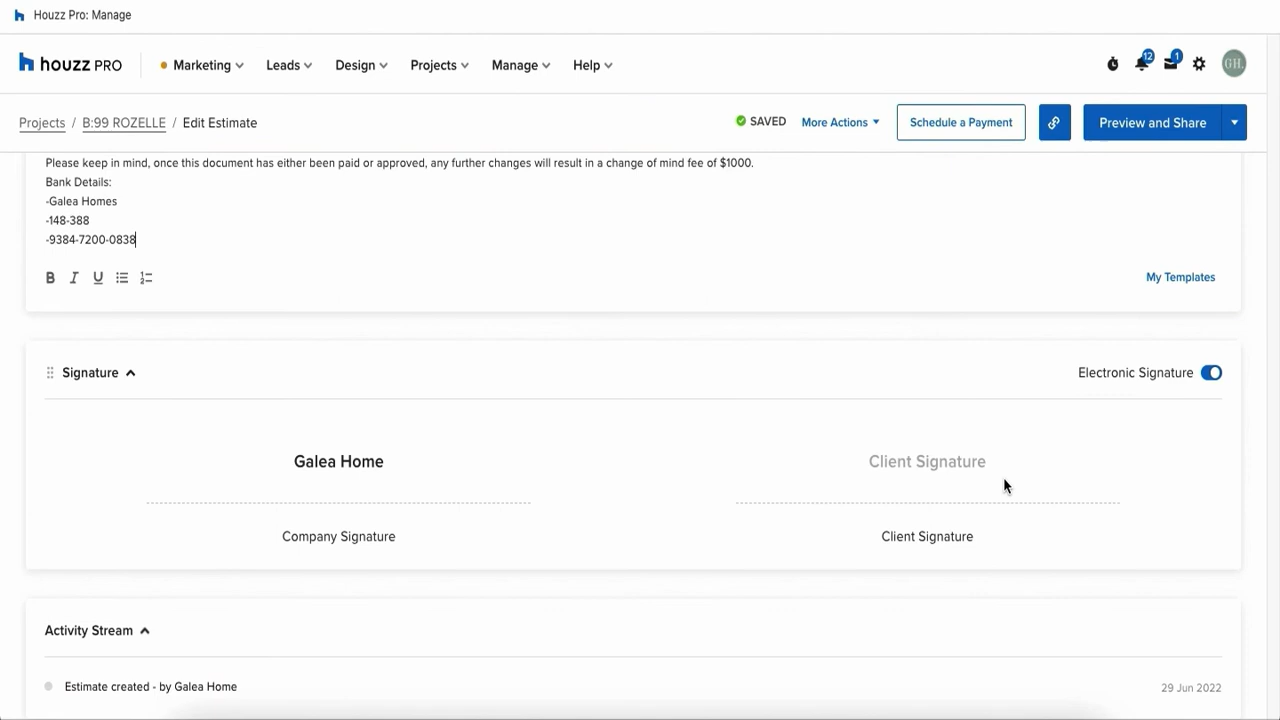 Houzz Pro: Manage
houzz PRO
Marketing Leads Design Projects Manage Help
12 1 GH.
Projects / B:99 ROZELLE / Edit Estimate
SAVED More Actions Schedule a Payment Preview and Share
Please keep in mind, once this document has either been paid or approved, any further changes will result in a change of mind fee of $1000.
Bank Details:
-Galea Homes
-148-388
-9384-7200-0838
B I U
My Templates
Signature
Electronic Signature
Galea Home
Client Signature
Company Signature
Client Signature
Activity Stream
Estimate created - by Galea Home
29 Jun 2022